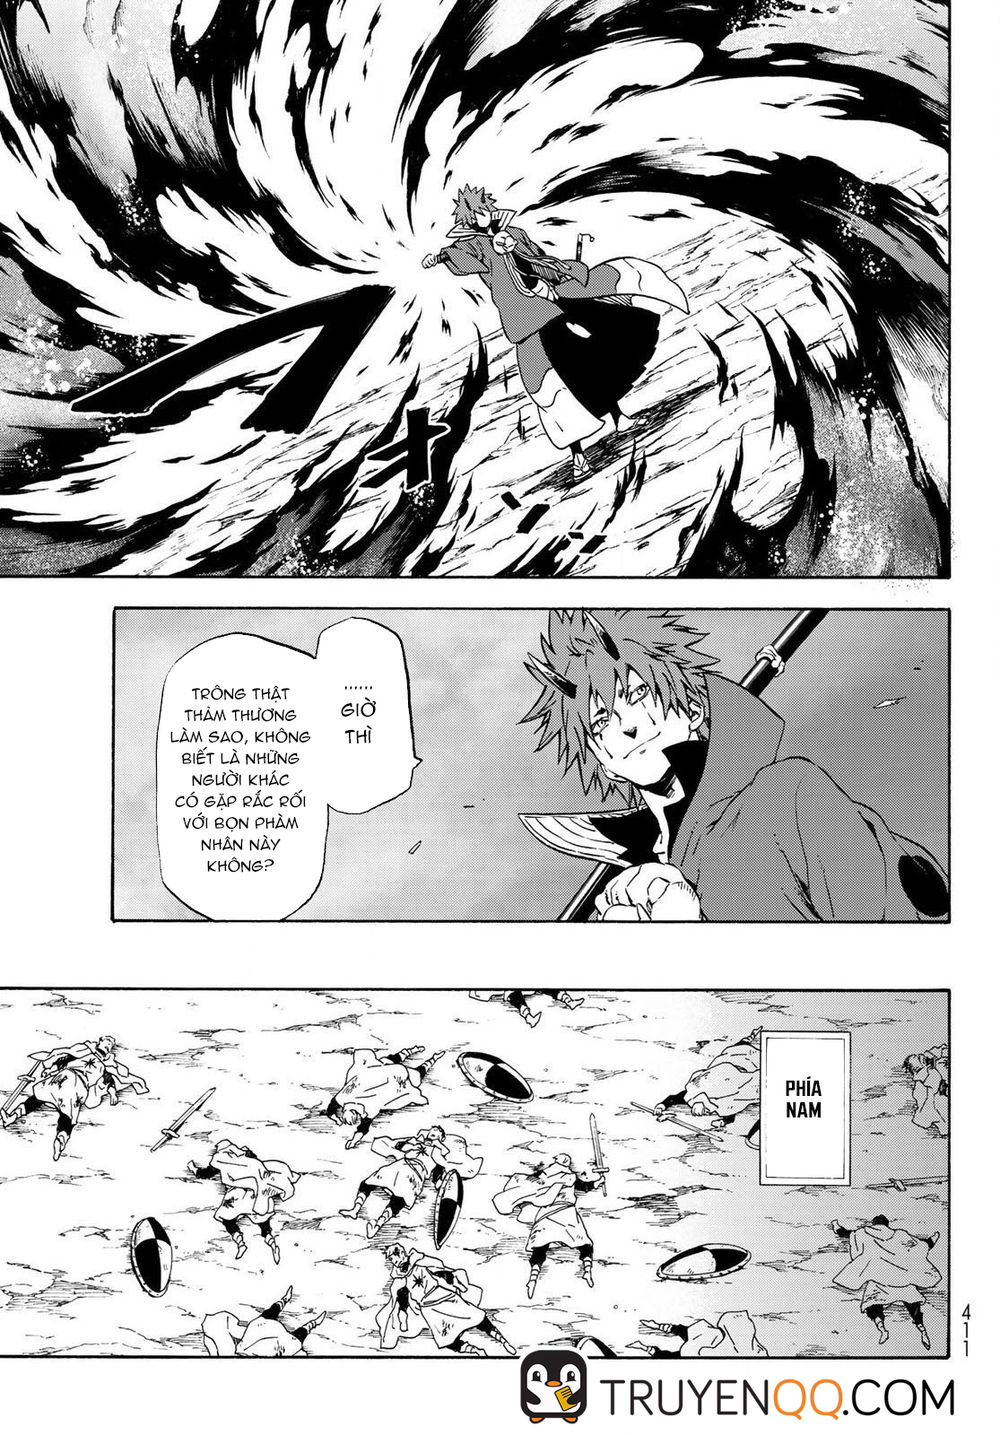 ......
GIỜ
THÌ
TRÔNG THẬT
THẢM THƯƠNG
LÀM SAO, KHÔNG
BIẾT LÀ NHỮNG
NGƯỜI KHÁC
CÓ GẶP RẮC RỐI
VỚI BỌN PHÀM
NHÂN NÀY
KHÔNG?
PHÍA
NAM
411
TRUYENQQ.COM